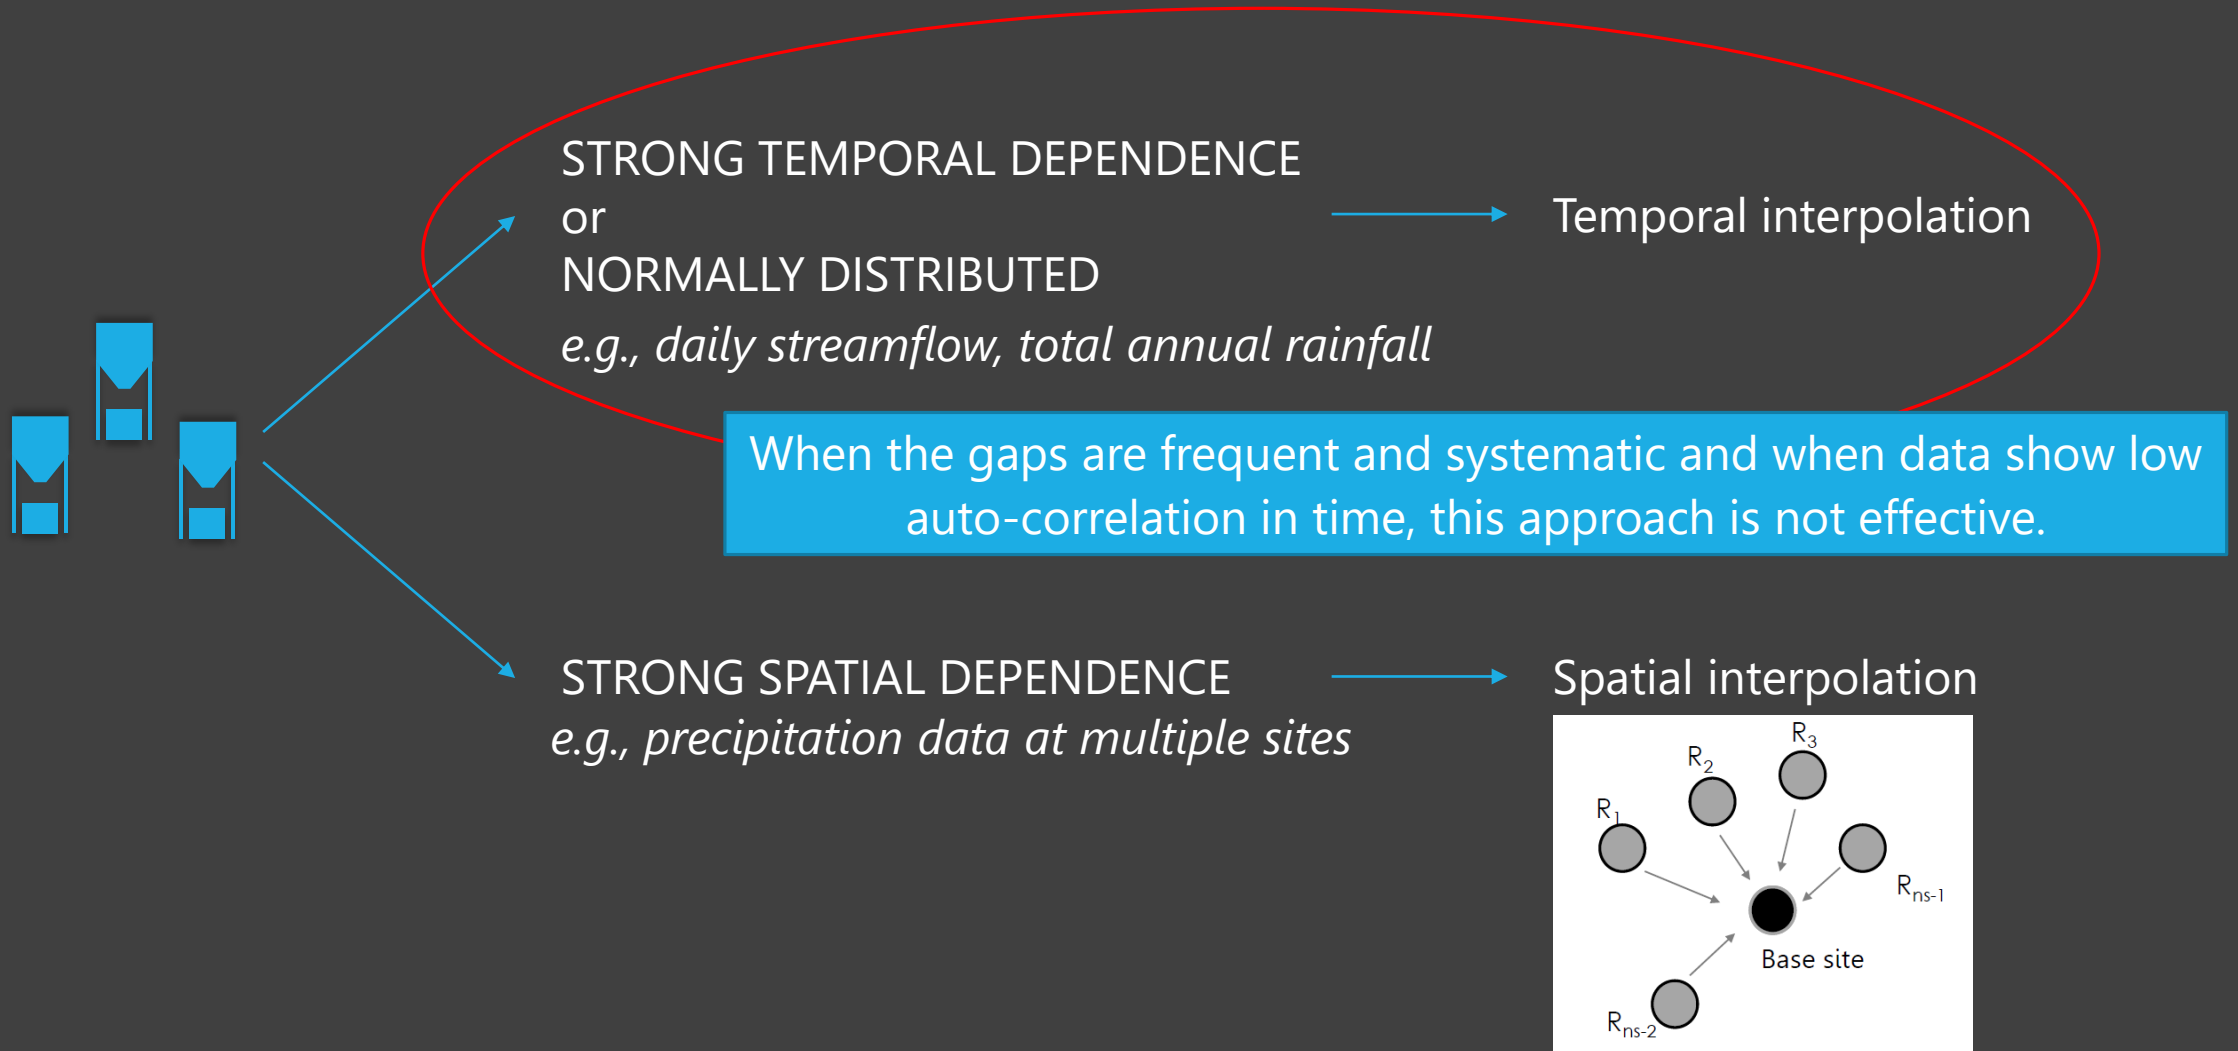 STRONG TEMPORAL DEPENDENCE
or
NORMALLY DISTRIBUTED
e.g., daily streamflow, total annual rainfall
Temporal interpolation
When the gaps are frequent and systematic and when data show low
auto-correlation in time, this approach is not effective.
STRONG SPATIAL DEPENDENCE
e.g., precipitation data at multiple sites
Spatial interpolation
R3
R2
R1
Rns-1
Base site
Rns-2